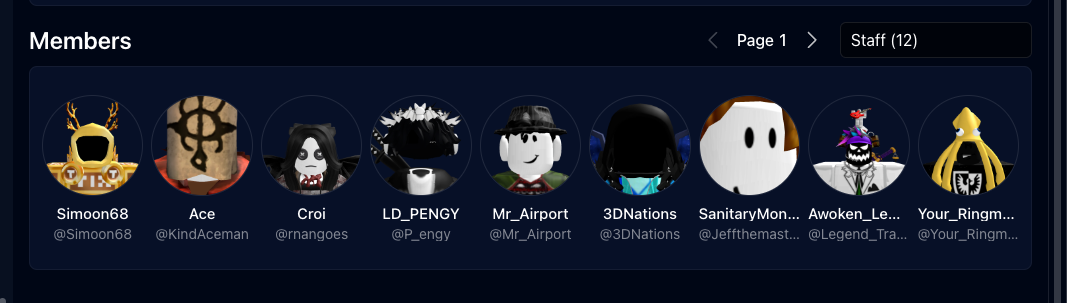 Members
Page 1
Staff (12)
Simoon68 Ace Croi LD_PENGY Mr_Airport 3DNations SanitaryMon... Awoken_Le... Your_Ringm...
@Simoon68 @KindAceman @rnangoes @P_engy @Mr_Airport @3DNations @Jeffthemast... @Legend_Tra... @Your_Ringm...